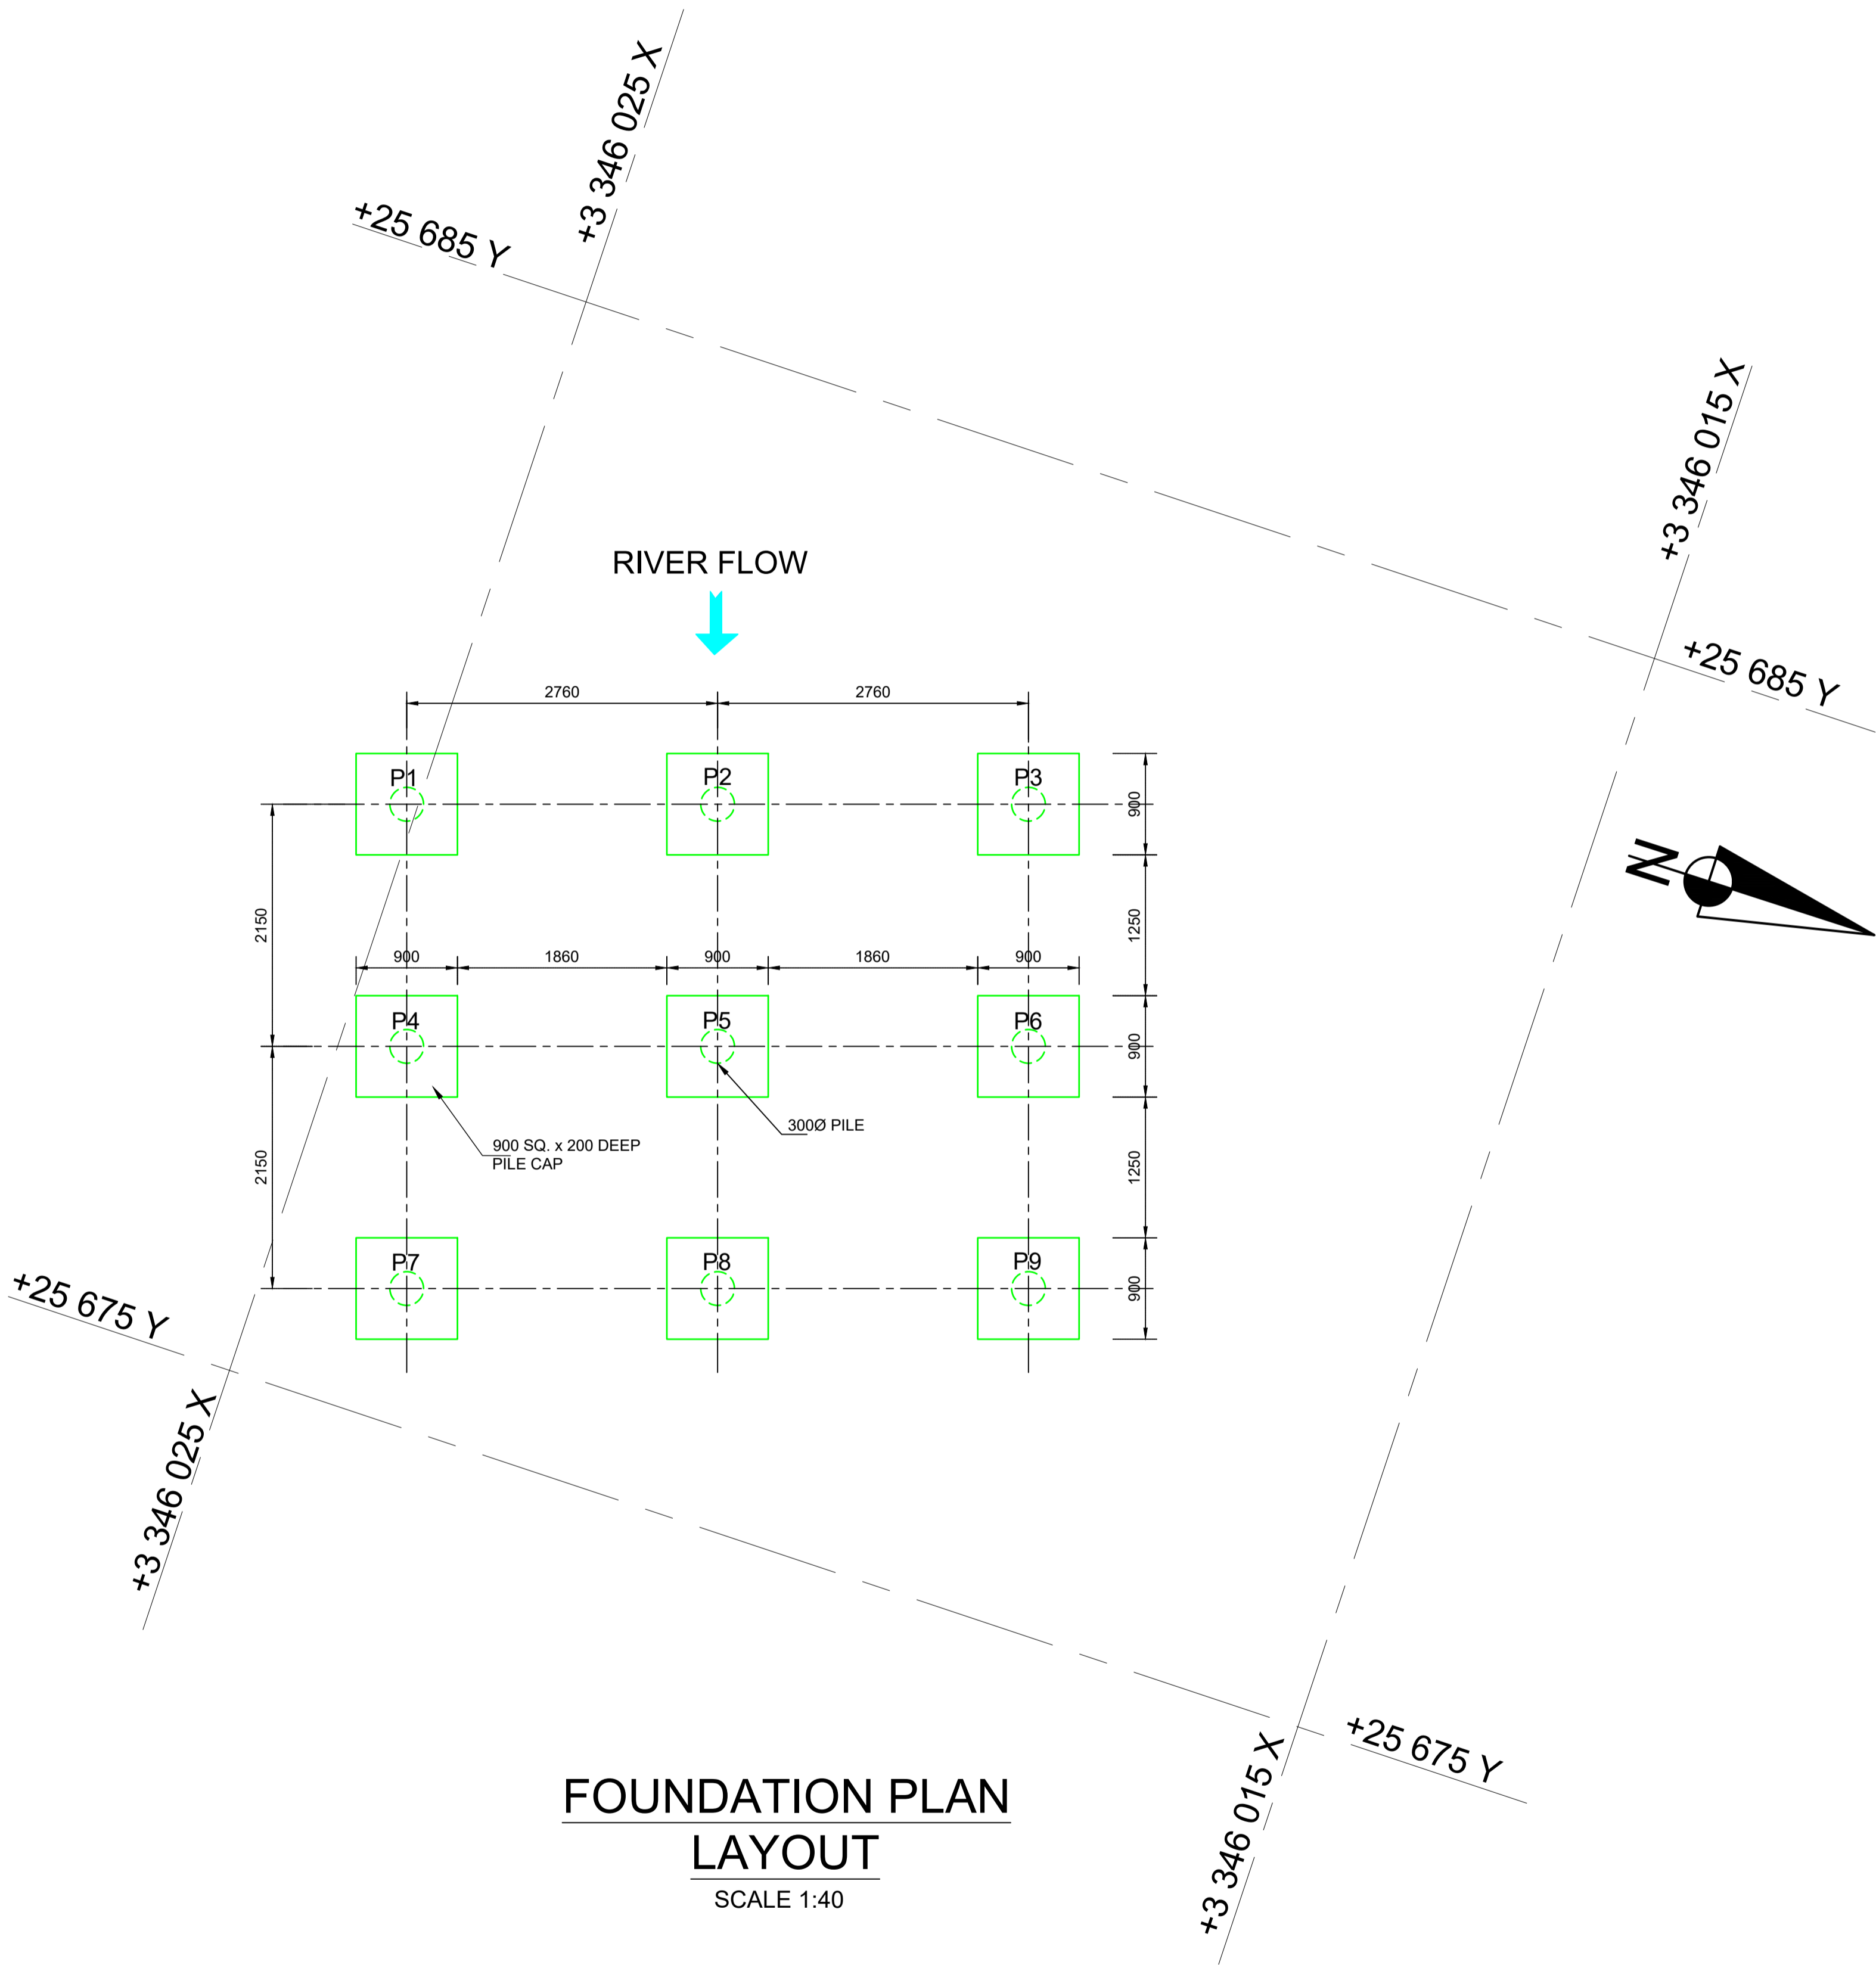 +3 346 025 X
+25 685 Y
+3 346 015 X
+25 685 Y
RIVER FLOW
2760
2760
P1
P2
P3
900
N
2150
1250
900
1860
900
1860
900
P4
P5
P6
900
300Ø PILE
900 SQ. x 200 DEEP
PILE CAP
2150
1250
P7
P8
P9
900
+25 675 Y
+3 346 025 X
+25 675 Y
+3 346 015 X
FOUNDATION PLAN
LAYOUT
SCALE 1:40